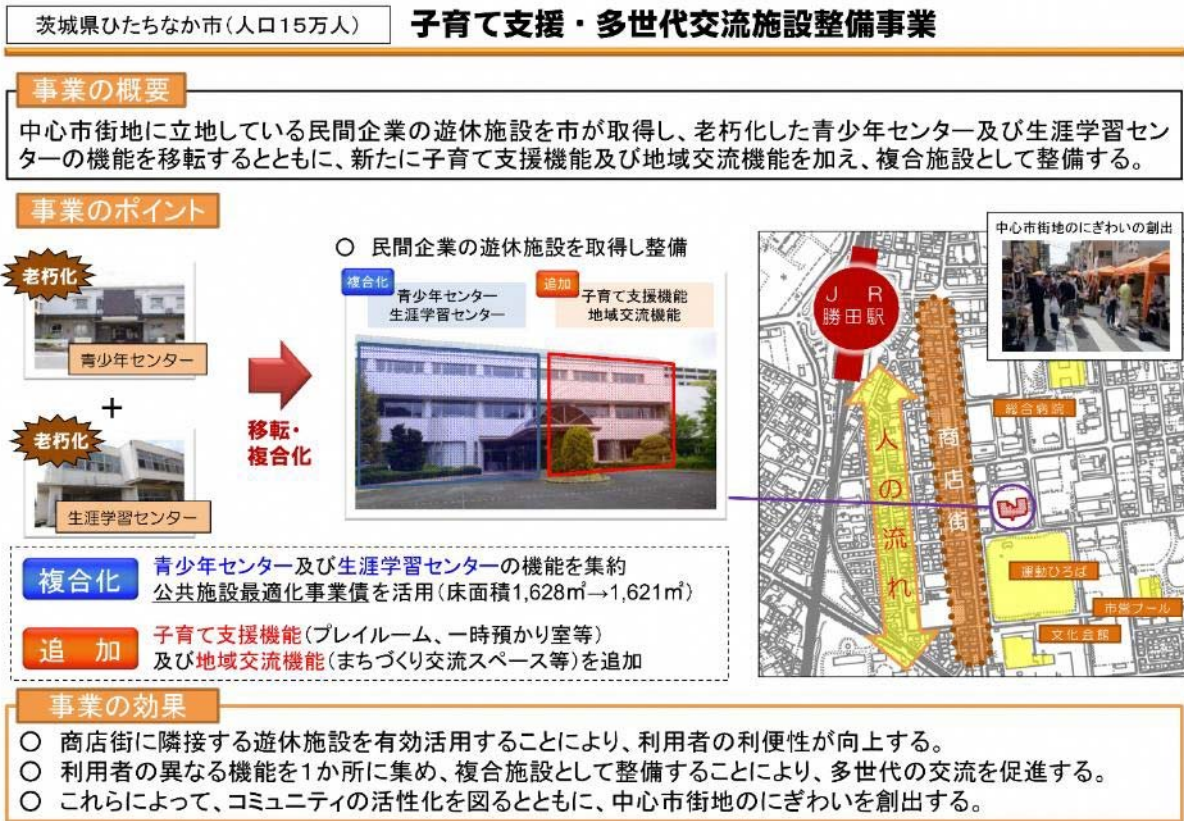 茨城県ひたちなか市(人口15万人)
子育て支援・多世代交流施設整備事業
事業の概要
中心市街地に立地している民間企業の遊休施設を市が取得し、老朽化した青少年センター及び生涯学習セン
ターの機能を移転するとともに、新たに子育て支援機能及び地域交流機能を加え、複合施設として整備する。
事業のポイント
老朽化
青少年センター
+
老朽化
生涯学習センター
移転・
複合化
○ 民間企業の遊休施設を取得し整備
複合化
青少年センター
生涯学習センター
追加
子育て支援機能
地域交流機能
中心市街地のにぎわいの創出
JR
勝田駅
人の流れ
商店街
総合病院
運動ひろば
市営プール
文化会館
複合化
青少年センター及び生涯学習センターの機能を集約
公共施設最適化事業債を活用(床面積1,628㎡→1,621㎡)
追 加
子育て支援機能(プレイルーム、一時預かり室等)
及び地域交流機能(まちづくり交流スペース等)を追加
事業の効果
○ 商店街に隣接する遊休施設を有効活用することにより、利用者の利便性が向上する。
○ 利用者の異なる機能を1か所に集め、複合施設として整備することにより、多世代の交流を促進する。
○ これらによって、コミュニティの活性化を図るとともに、中心市街地のにぎわいを創出する。